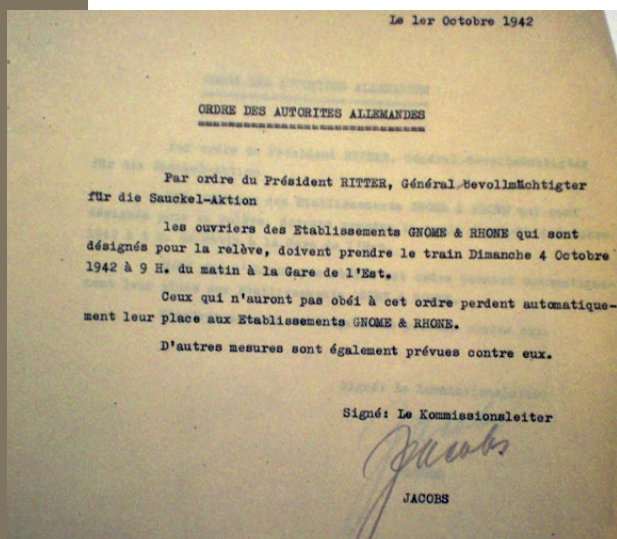 Le 1er Octobre 1942
ORDRE DES AUTORITES ALLEMANDES
Par ordre du Président RITTER, Général bevollmächtigter
für die Sauckel-Aktion
les ouvriers des Etablissements GNOME & RHONE qui sont
désignés pour la relève, doivent prendre le train Dimanche 4 Octobre
1942 à 9 H. du matin à la Gare de l'Est.
Ceux qui n'auront pas obéi à cet ordre perdent automatique-
ment leur place aux Etablissements GNOME & RHONE.
D'autres mesures sont également prévues contre eux.
Signé: Le Kommissionsleiter
Jacobs
JACOBS